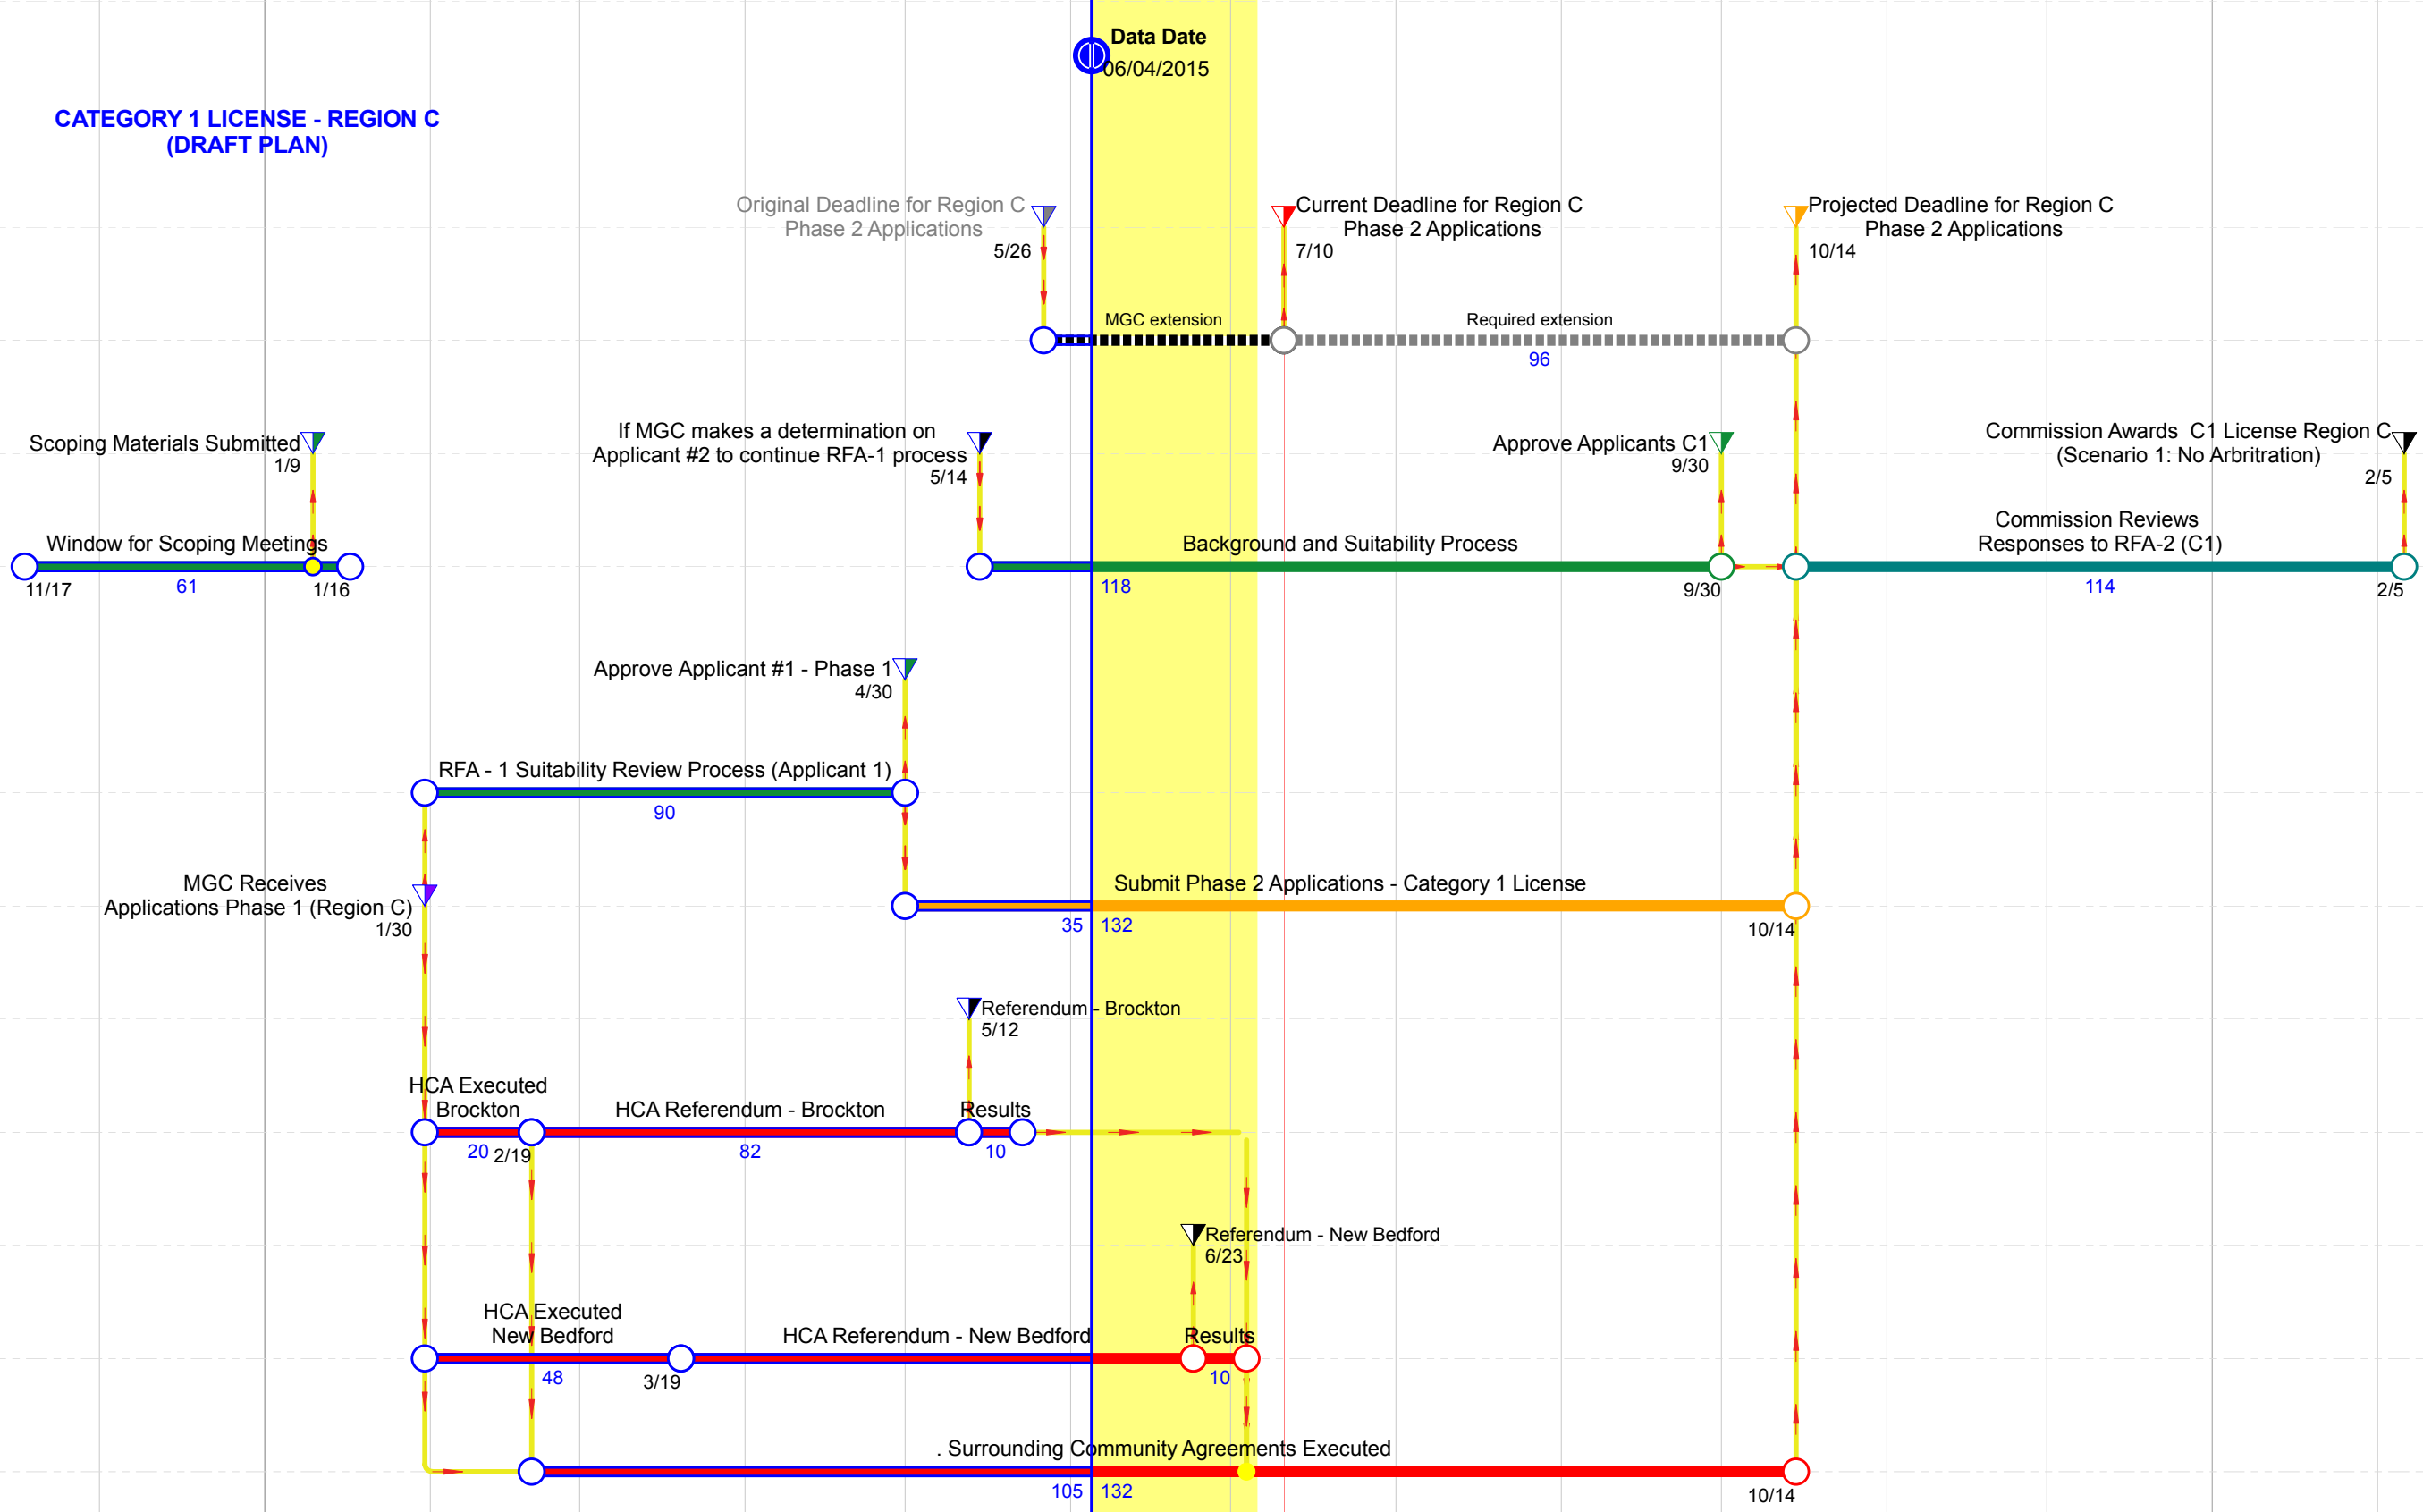 Data Date
06/04/2015
CATEGORY 1 LICENSE - REGION C
(DRAFT PLAN)
Original Deadline for Region C
Phase 2 Applications
5/26
Current Deadline for Region C
Phase 2 Applications
7/10
Projected Deadline for Region C
Phase 2 Applications
10/14
MGC extension
Required extension
96
Scoping Materials Submitted
1/9
If MGC makes a determination on
Applicant #2 to continue RFA-1 process
5/14
Approve Applicants C1
9/30
Commission Awards  C1 License Region C
(Scenario 1: No Arbritration)
2/5
Window for Scoping Meetings
11/17
61
1/16
Background and Suitability Process
118
9/30
Commission Reviews
Responses to RFA-2 (C1)
114
2/5
Approve Applicant #1 - Phase 1
4/30
RFA - 1 Suitability Review Process (Applicant 1)
90
MGC Receives
Applications Phase 1 (Region C)
1/30
Submit Phase 2 Applications - Category 1 License
35
132
10/14
Referendum - Brockton
5/12
HCA Executed
Brockton
HCA Referendum - Brockton
Results
20
2/19
82
10
Referendum - New Bedford
6/23
HCA Executed
New Bedford
HCA Referendum - New Bedford
Results
48
3/19
10
. Surrounding Community Agreements Executed
105
132
10/14